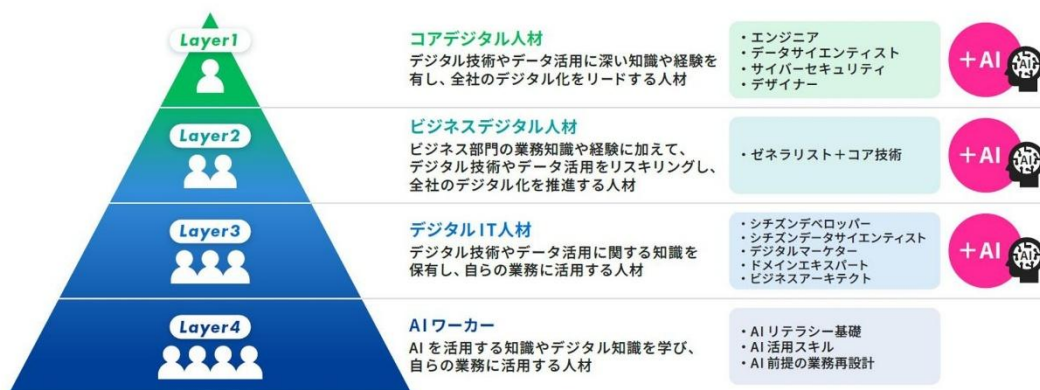 Layer1
コアデジタル人材
デジタル技術やデータ活用に深い知識や経験を
有し、全社のデジタル化をリードする人材
・エンジニア
・データサイエンティスト
・サイバーセキュリティ
・デザイナー
+AI
AI
Layer2
ビジネスデジタル人材
ビジネス部門の業務知識や経験に加えて、
デジタル技術やデータ活用をリスキリングし、
全社のデジタル化を推進する人材
・ゼネラリスト+コア技術
+AI
AI
Layer3
デジタルIT人材
デジタル技術やデータ活用に関する知識を
保有し、自らの業務に活用する人材
・シチズンデベロッパー
・シチズンデータサイエンティスト
・デジタルマーケター
・ドメインエキスパート
・ビジネスアーキテクト
+AI
AI
Layer4
AIワーカー
AIを活用する知識やデジタル知識を学び、
自らの業務に活用する人材
・AIリテラシー基礎
・AI活用スキル
・AI前提の業務再設計